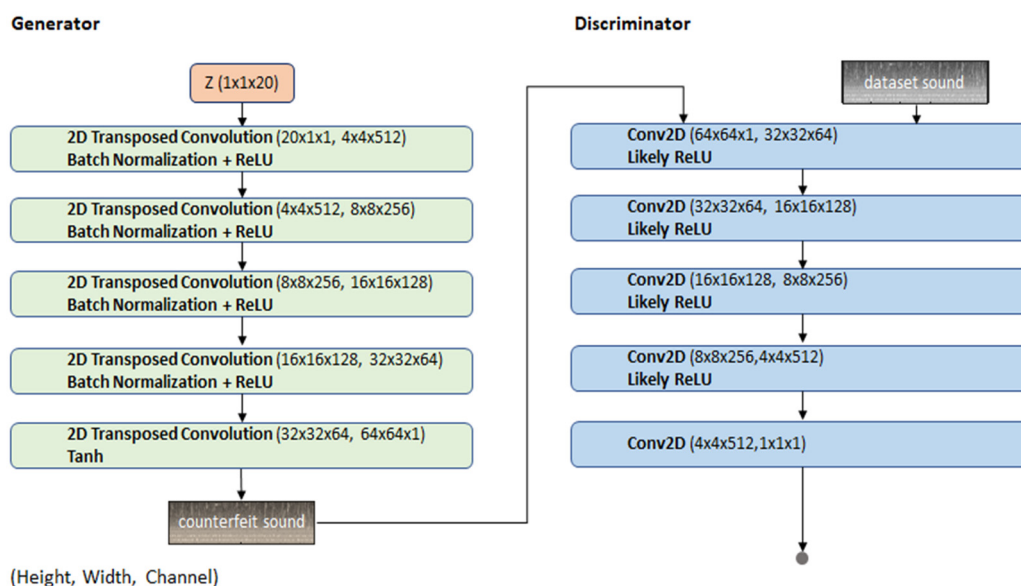 Generator
Z (1x1x20)
2D Transposed Convolution (20x1x1, 4x4x512)
Batch Normalization + ReLU
2D Transposed Convolution (4x4x512, 8x8x256)
Batch Normalization + ReLU
2D Transposed Convolution (8x8x256, 16x16x128)
Batch Normalization + ReLU
2D Transposed Convolution (16x16x128, 32x32x64)
Batch Normalization + ReLU
2D Transposed Convolution (32x32x64, 64x64x1)
Tanh
counterfeit sound
(Height, Width, Channel)
Discriminator
dataset sound
Conv2D (64x64x1, 32x32x64)
Likely ReLU
Conv2D (32x32x64, 16x16x128)
Likely ReLU
Conv2D (16x16x128, 8x8x256)
Likely ReLU
Conv2D (8x8x256,4x4x512)
Likely ReLU
Conv2D (4x4x512,1x1x1)